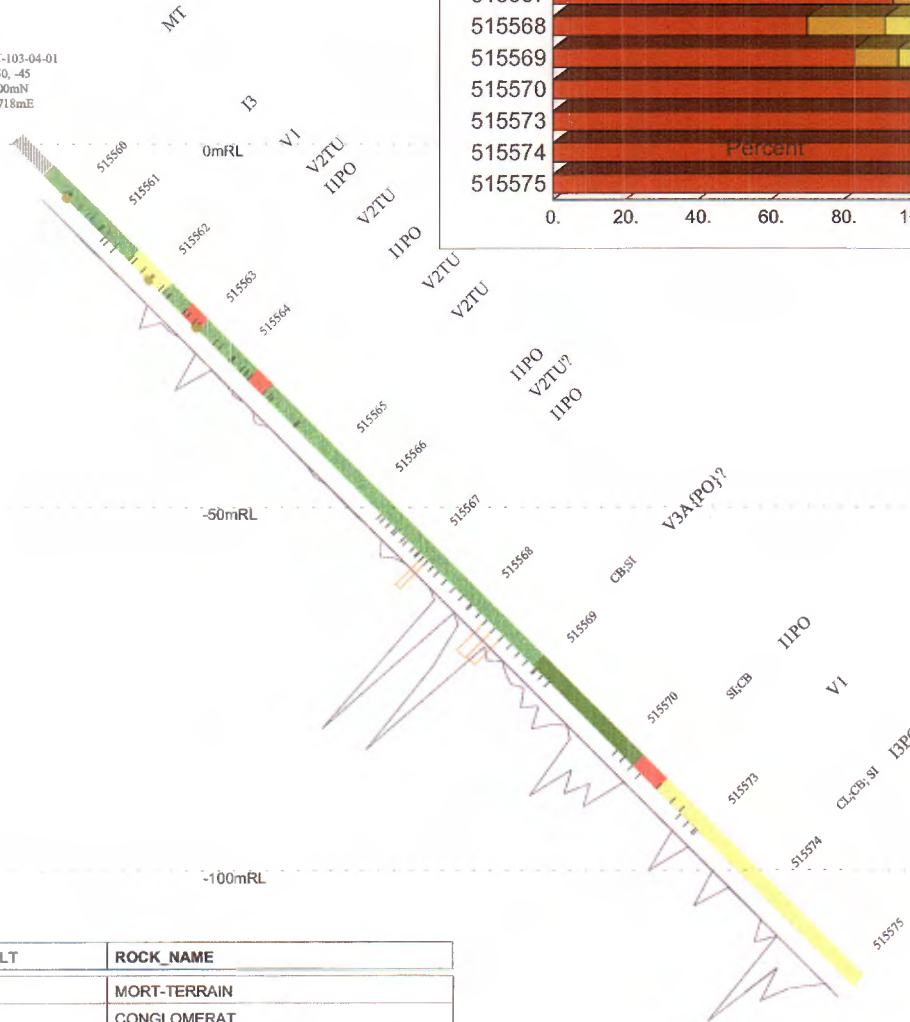 MT
-103-04-01
0, -45
00mN
718mE
I3
V1
V2TU
I1PO
V2TU
I1PO
V2TU
V2TU
I1PO
V2TU?
I1PO
V3A{PO}?
CB;SI
I1PO
SI;CB
V1
CL;CB; SI
0mRL
-50mRL
-100mRL
515560
515561
515562
515563
515564
515565
515566
515567
515568
515569
515570
515573
515574
515575
515568
515569
515570
515573
515574
515575
Percent
0.
20.
40.
60.
80.
LT
ROCK_NAME
MORT-TERRAIN
CONGLOMERAT